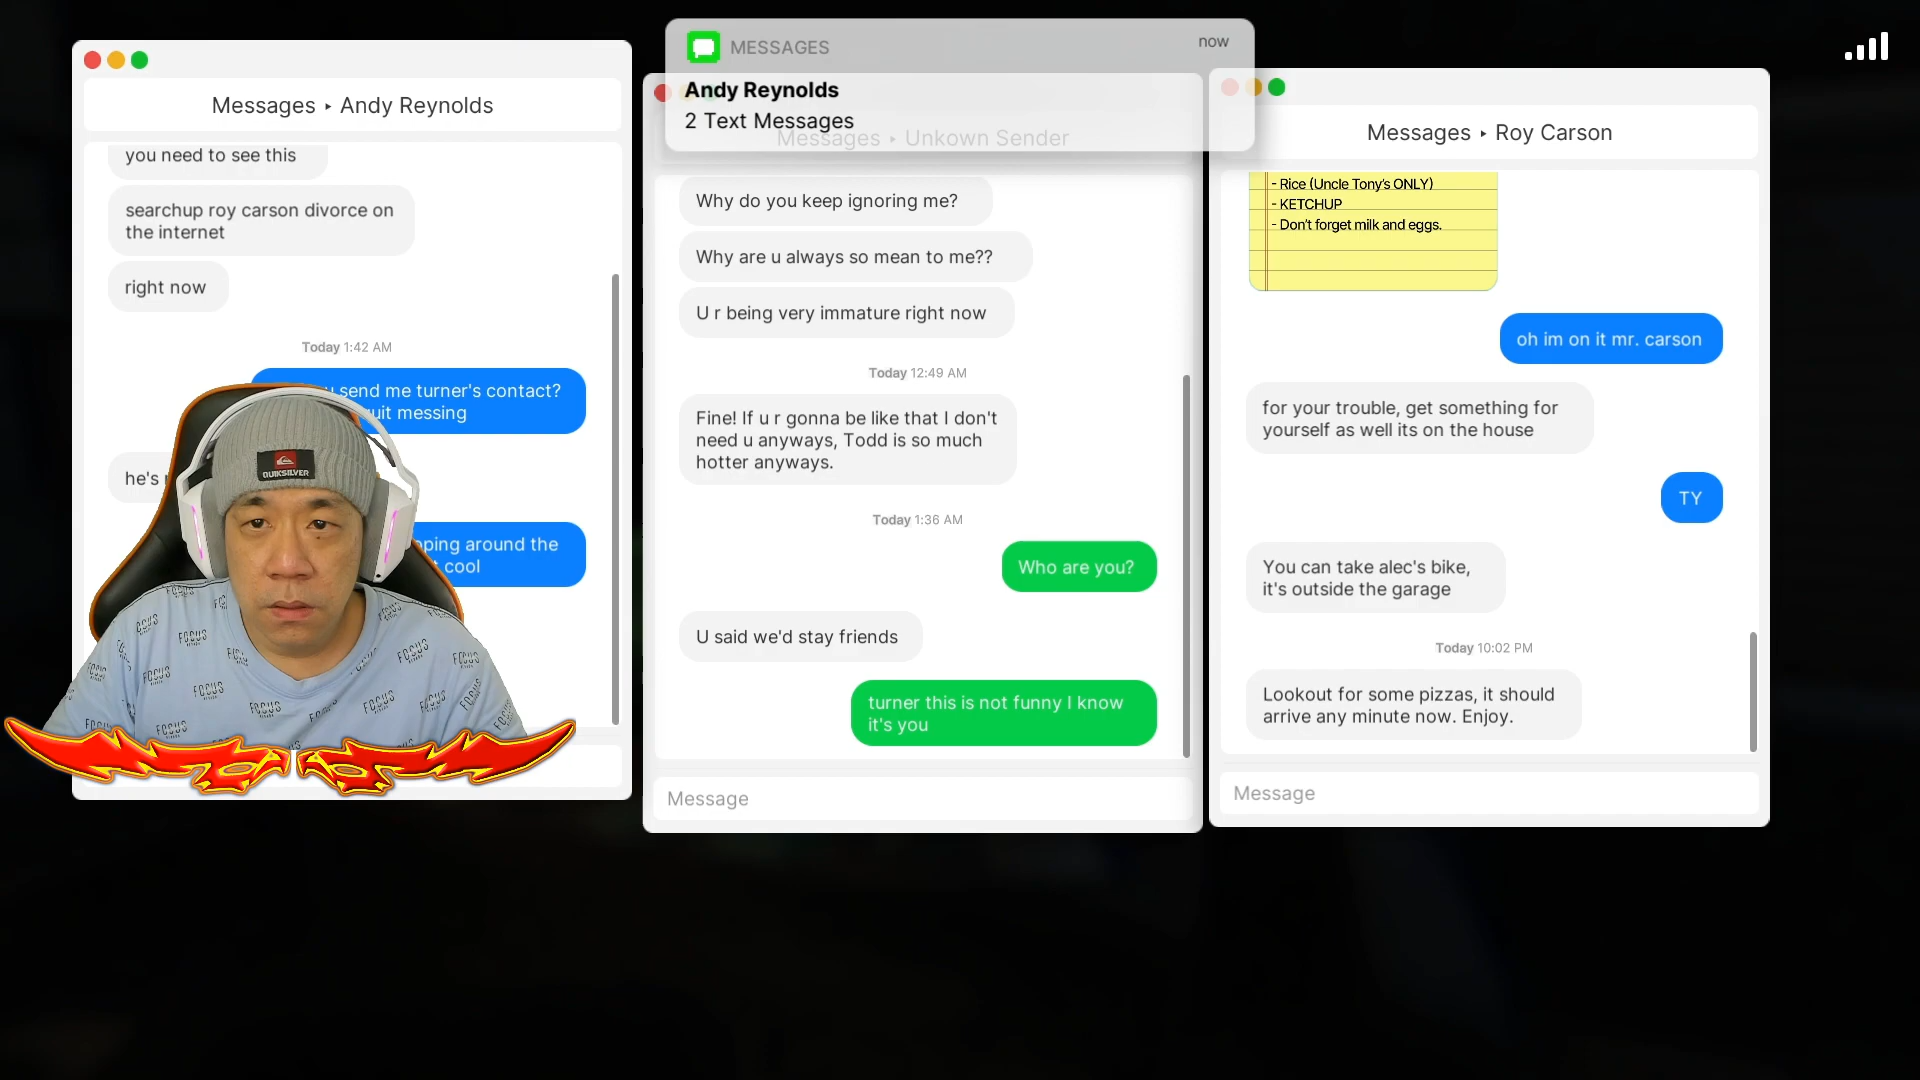 MESSAGES
now
Andy Reynolds
2 Text Messages
Messages ‣ Andy Reynolds
you need to see this
searchup roy carson divorce on
the internet
right now
Today 1:42 AM
send me turner's contact?
messing
he's
around the
cool
QUIKSILVER
FOCUS
Messages ‣ Unkown Sender
Why do you keep ignoring me?
Why are u always so mean to me??
U r being very immature right now
Today 12:49 AM
Fine! If u r gonna be like that I don't
need u anyways, Todd is so much
hotter anyways.
Today 1:36 AM
Who are you?
U said we'd stay friends
turner this is not funny I know
it's you
Message
Messages ‣ Roy Carson
- Rice (Uncle Tony's ONLY)
- KETCHUP
- Don't forget milk and eggs.
oh im on it mr. carson
for your trouble, get something for
yourself as well its on the house
TY
You can take alec's bike,
it's outside the garage
Today 10:02 PM
Lookout for some pizzas, it should
arrive any minute now. Enjoy.
Message